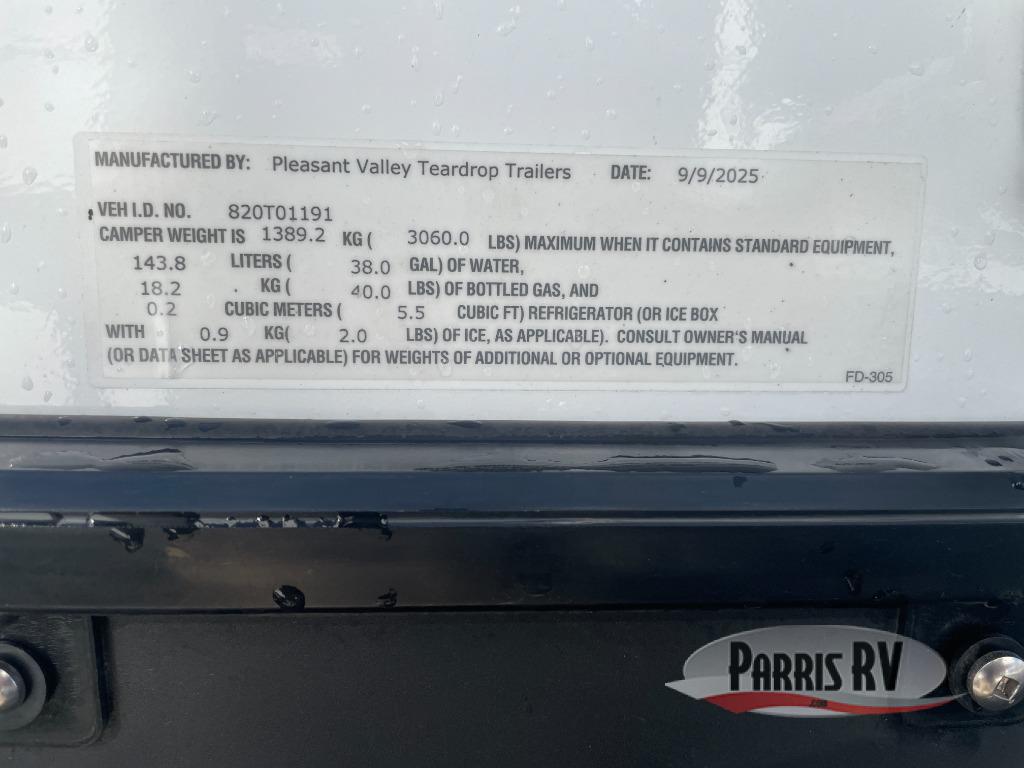 MANUFACTURED BY: Pleasant Valley Teardrop Trailers DATE: 9/9/2025
VEH I.D. NO. 820T01191
CAMPER WEIGHT IS 1389.2 KG ( 3060.0 LBS) MAXIMUM WHEN IT CONTAINS STANDARD EQUIPMENT,
143.8 LITERS ( 38.0 GAL) OF WATER,
18.2 KG ( 40.0 LBS) OF BOTTLED GAS, AND
0.2 CUBIC METERS ( 5.5 CUBIC FT) REFRIGERATOR (OR ICE BOX
WITH 0.9 KG( 2.0 LBS) OF ICE, AS APPLICABLE). CONSULT OWNER'S MANUAL
(OR DATA SHEET AS APPLICABLE) FOR WEIGHTS OF ADDITIONAL OR OPTIONAL EQUIPMENT.
FD-305
PARRIS RV
.com